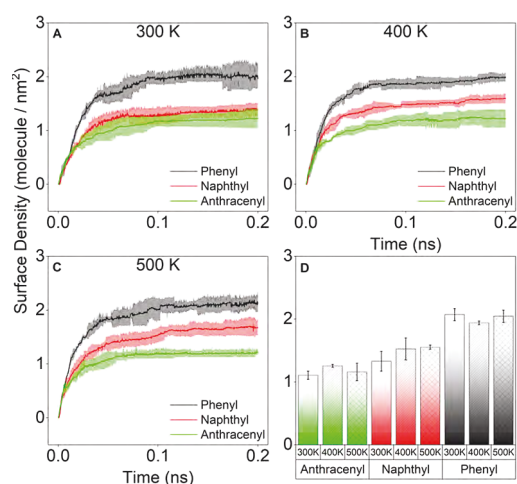 Surface Density (molecule / nm²)
A
300 K
3
2
1
0
Phenyl
Naphthyl
Anthracenyl
0.0
0.1
0.2
B
400 K
3
2
1
0
Phenyl
Naphthyl
Anthracenyl
0.0
0.1
0.2
Time (ns)
C
500 K
3
2
1
0
Phenyl
Naphthyl
Anthracenyl
0.0
0.1
0.2
Time (ns)
D
3
2
1
0
300K 400K 500K 300K 400K 500K 300K 400K 500K
Anthracenyl Naphthyl Phenyl